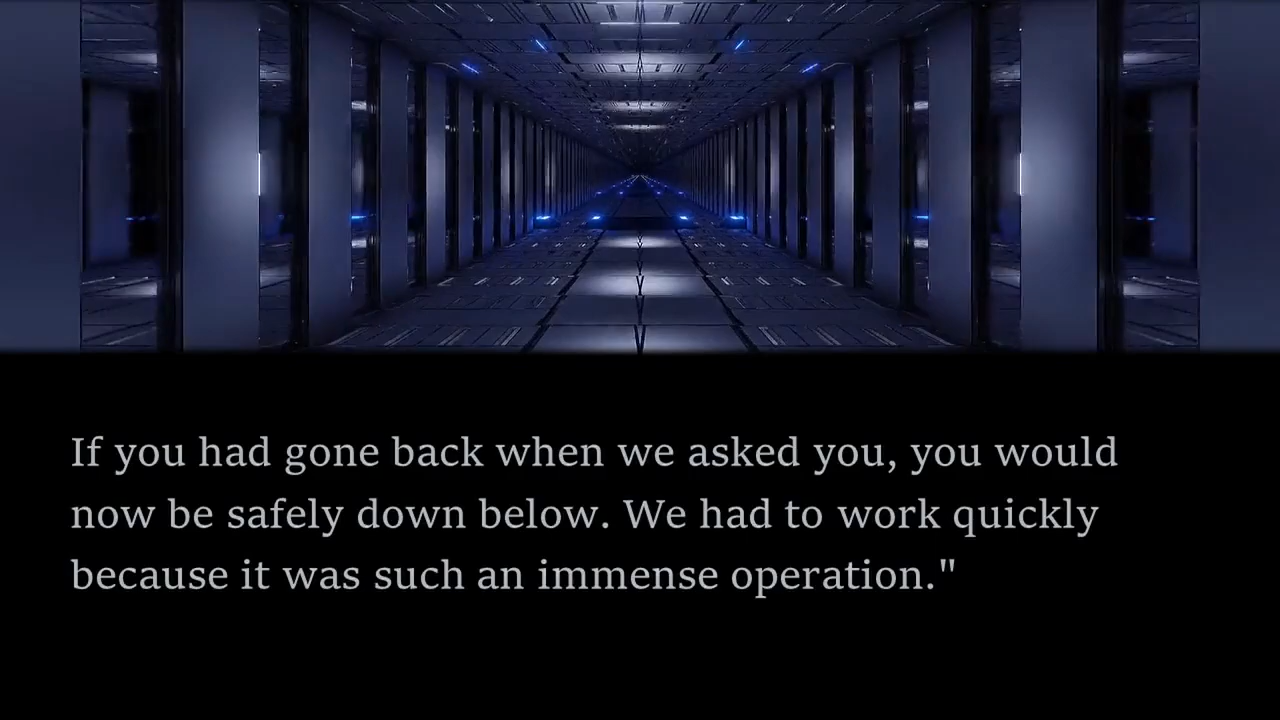 If you had gone back when we asked you, you would
now be safely down below. We had to work quickly
because it was such an immense operation."